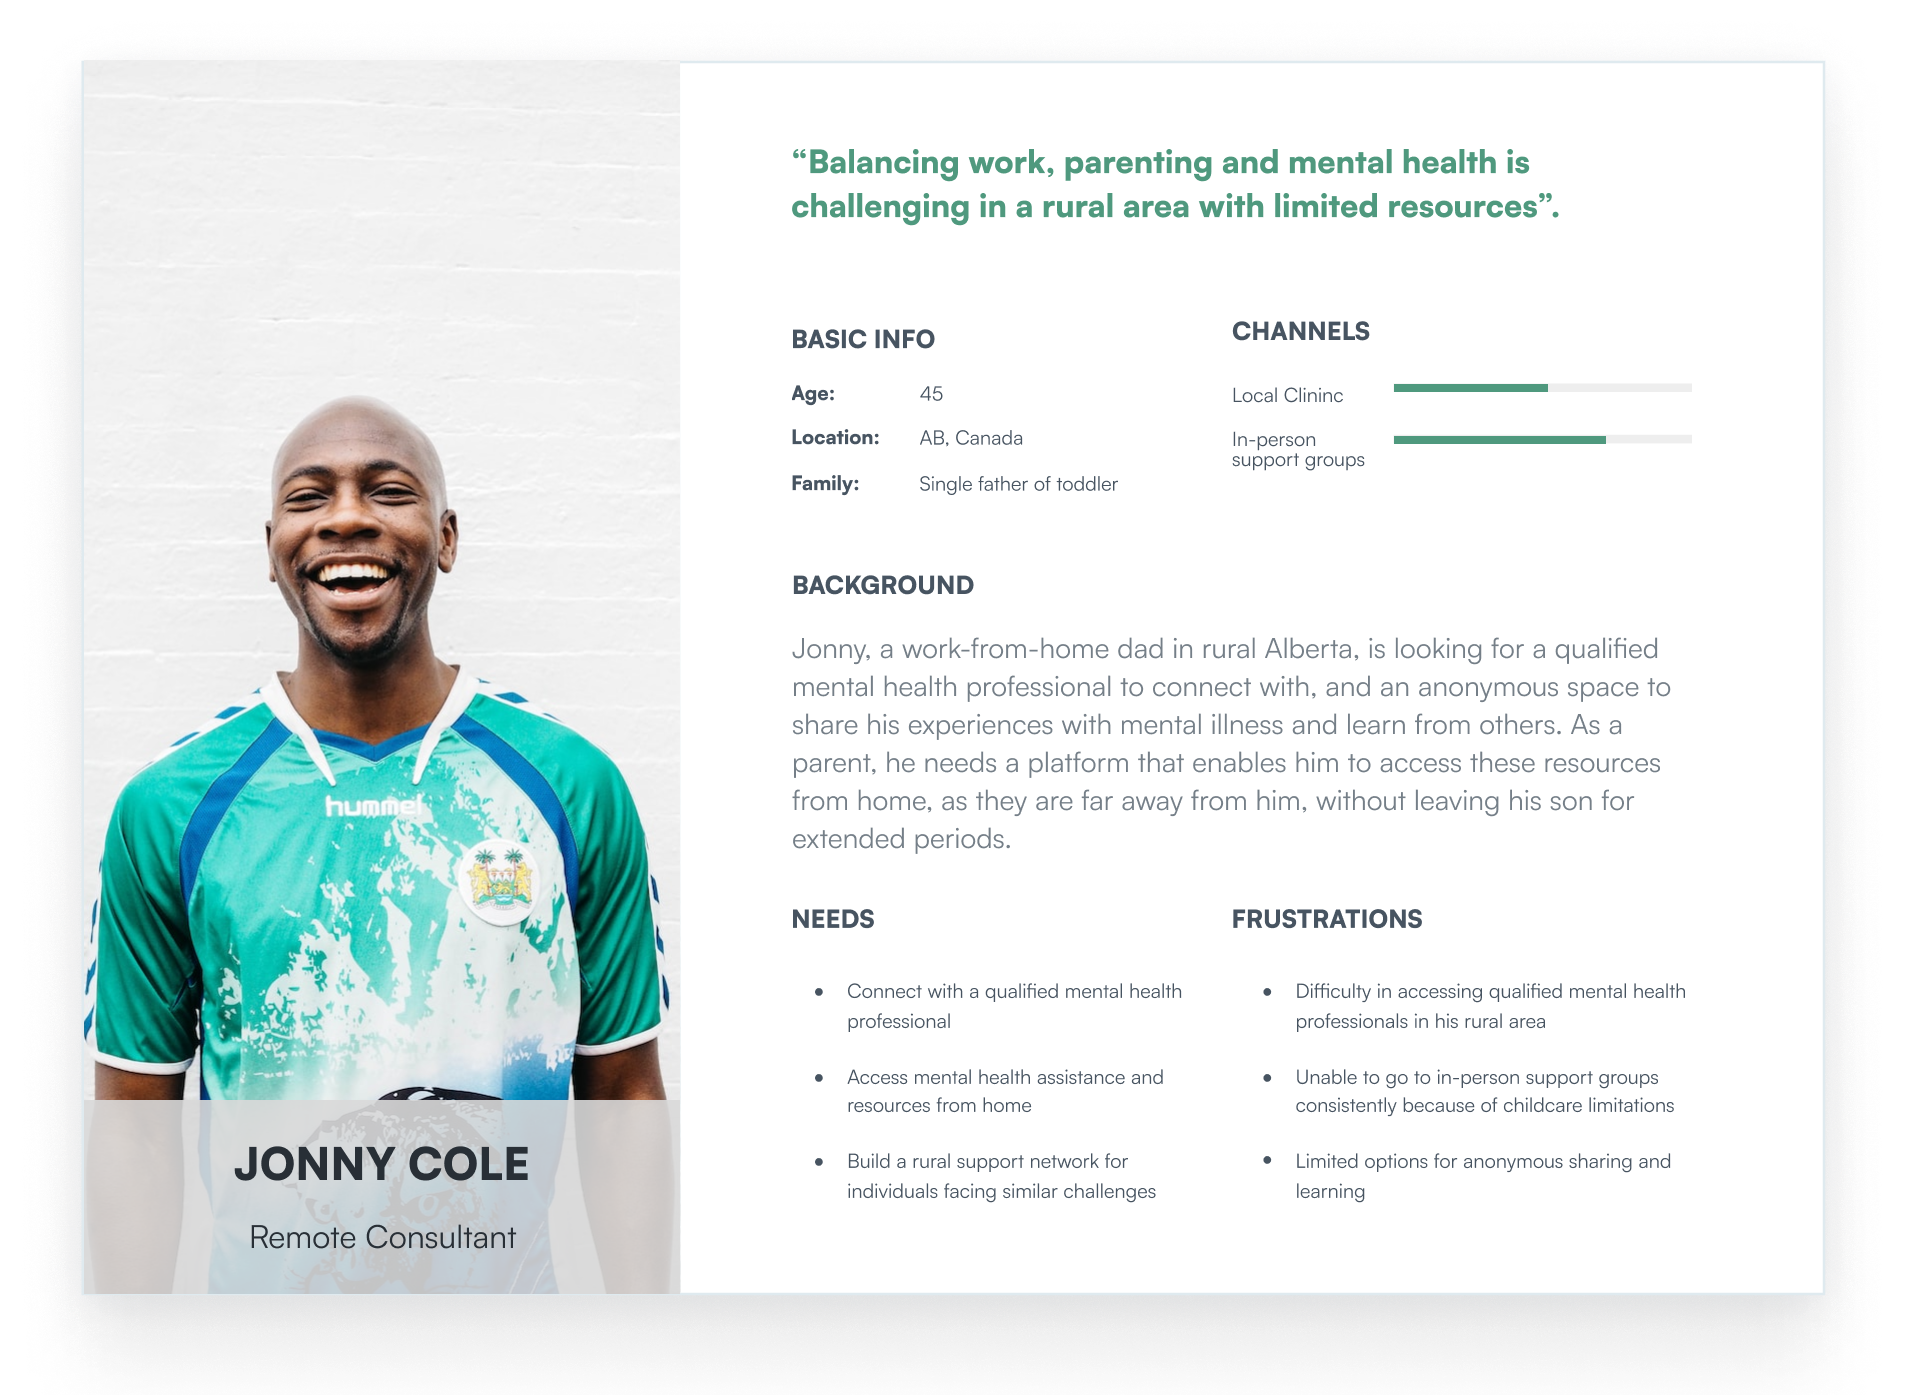 “Balancing work, parenting and mental health is
challenging in a rural area with limited resources”.
BASIC INFO
Age: 45
Location: AB, Canada
Family: Single father of toddler
CHANNELS
Local Clininc
In-person
support groups
BACKGROUND
Jonny, a work-from-home dad in rural Alberta, is looking for a qualified
mental health professional to connect with, and an anonymous space to
share his experiences with mental illness and learn from others. As a
parent, he needs a platform that enables him to access these resources
from home, as they are far away from him, without leaving his son for
extended periods.
NEEDS
Connect with a qualified mental health
professional
Access mental health assistance and
resources from home
Build a rural support network for
individuals facing similar challenges
FRUSTRATIONS
Difficulty in accessing qualified mental health
professionals in his rural area
Unable to go to in-person support groups
consistently because of childcare limitations
Limited options for anonymous sharing and
learning
hummel
JONNY COLE
Remote Consultant